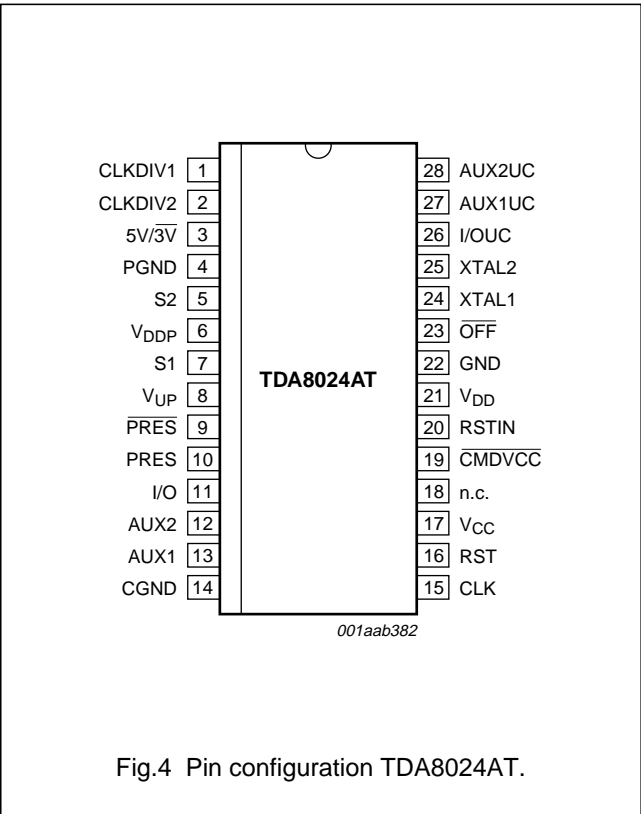 CLKDIV1 1
CLKDIV2 2
5V/3V̅ 3
PGND 4
S2 5
VDDP 6
S1 7
VUP 8
P̅R̅E̅S̅ 9
PRES 10
I/O 11
AUX2 12
AUX1 13
CGND 14
TDA8024AT
28 AUX2UC
27 AUX1UC
26 I/OUC
25 XTAL2
24 XTAL1
23 O̅F̅F̅
22 GND
21 VDD
20 RSTIN
19 C̅M̅D̅V̅C̅C̅
18 n.c.
17 VCC
16 RST
15 CLK
001aab382
Fig.4 Pin configuration TDA8024AT.